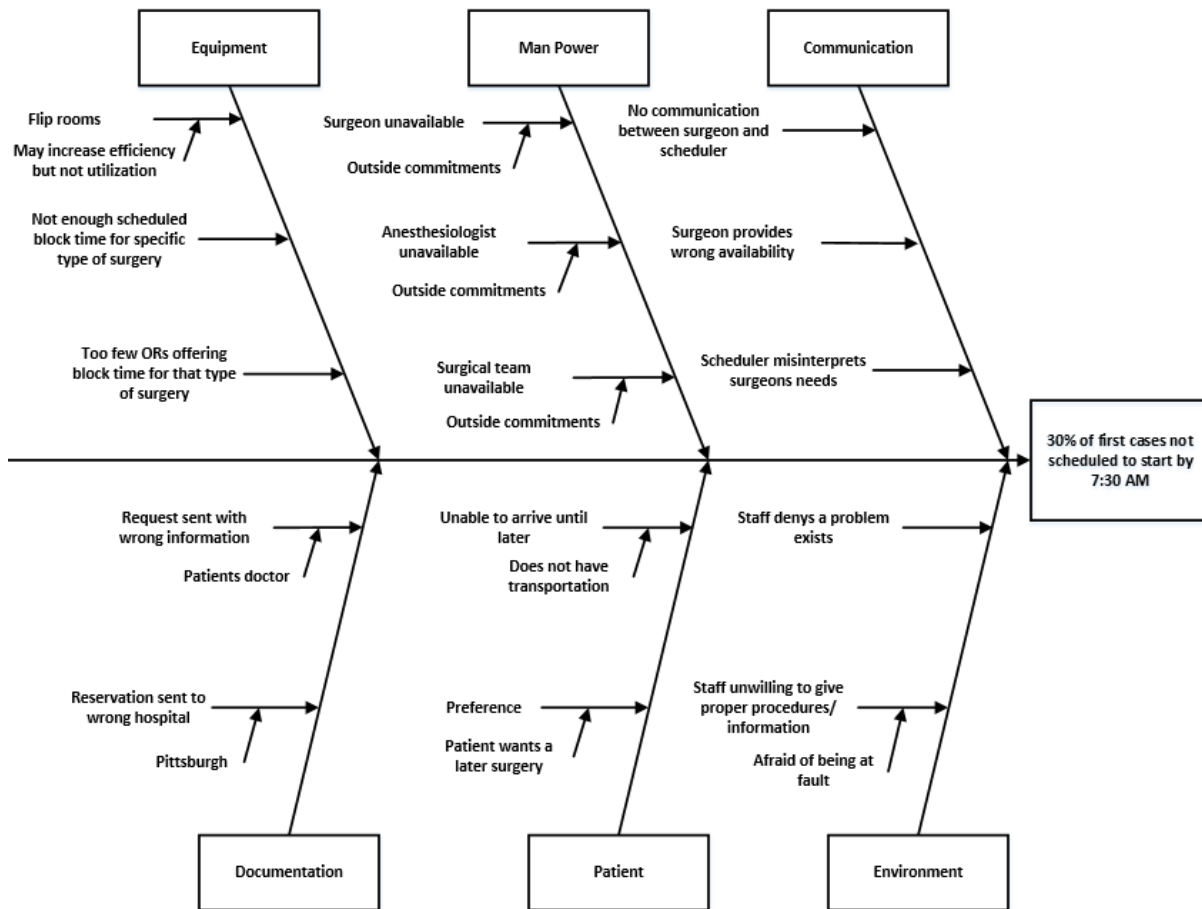 Equipment
Man Power
Communication
Flip rooms
May increase efficiency
but not utilization
Not enough scheduled
block time for specific
type of surgery
Too few ORs offering
block time for that type
of surgery
Surgeon unavailable
Outside commitments
Anesthesiologist
unavailable
Outside commitments
Surgical team
unavailable
Outside commitments
No communication
between surgeon and
scheduler
Surgeon provides
wrong availability
Scheduler misinterprets
surgeons needs
30% of first cases not
scheduled to start by
7:30 AM
Request sent with
wrong information
Patients doctor
Reservation sent to
wrong hospital
Pittsburgh
Unable to arrive until
later
Does not have
transportation
Preference
Patient wants a
later surgery
Staff denys a problem
exists
Staff unwilling to give
proper procedures/
information
Afraid of being at
fault
Documentation
Patient
Environment